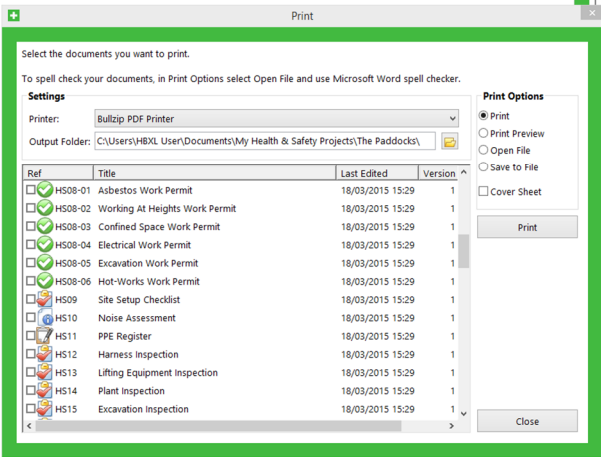 Print
Select the documents you want to print.
To spell check your documents, in Print Options select Open File and use Microsoft Word spell checker.
Settings
Printer: Bullzip PDF Printer
Output Folder: C:\Users\HBXL User\Documents\My Health & Safety Projects\The Paddocks\
Print Options
Print
Print Preview
Open File
Save to File
Cover Sheet
Print
Ref Title Last Edited Version
HS08-01 Asbestos Work Permit 18/03/2015 15:29 1
HS08-02 Working At Heights Work Permit 18/03/2015 15:29 1
HS08-03 Confined Space Work Permit 18/03/2015 15:29 1
HS08-04 Electrical Work Permit 18/03/2015 15:29 1
HS08-05 Excavation Work Permit 18/03/2015 15:29 1
HS08-06 Hot-Works Work Permit 18/03/2015 15:29 1
HS09 Site Setup Checklist 18/03/2015 15:29 1
HS10 Noise Assessment 18/03/2015 15:29 1
HS11 PPE Register 18/03/2015 15:29 1
HS12 Harness Inspection 18/03/2015 15:29 1
HS13 Lifting Equipment Inspection 18/03/2015 15:29 1
HS14 Plant Inspection 18/03/2015 15:29 1
HS15 Excavation Inspection 18/03/2015 15:29 1
Close